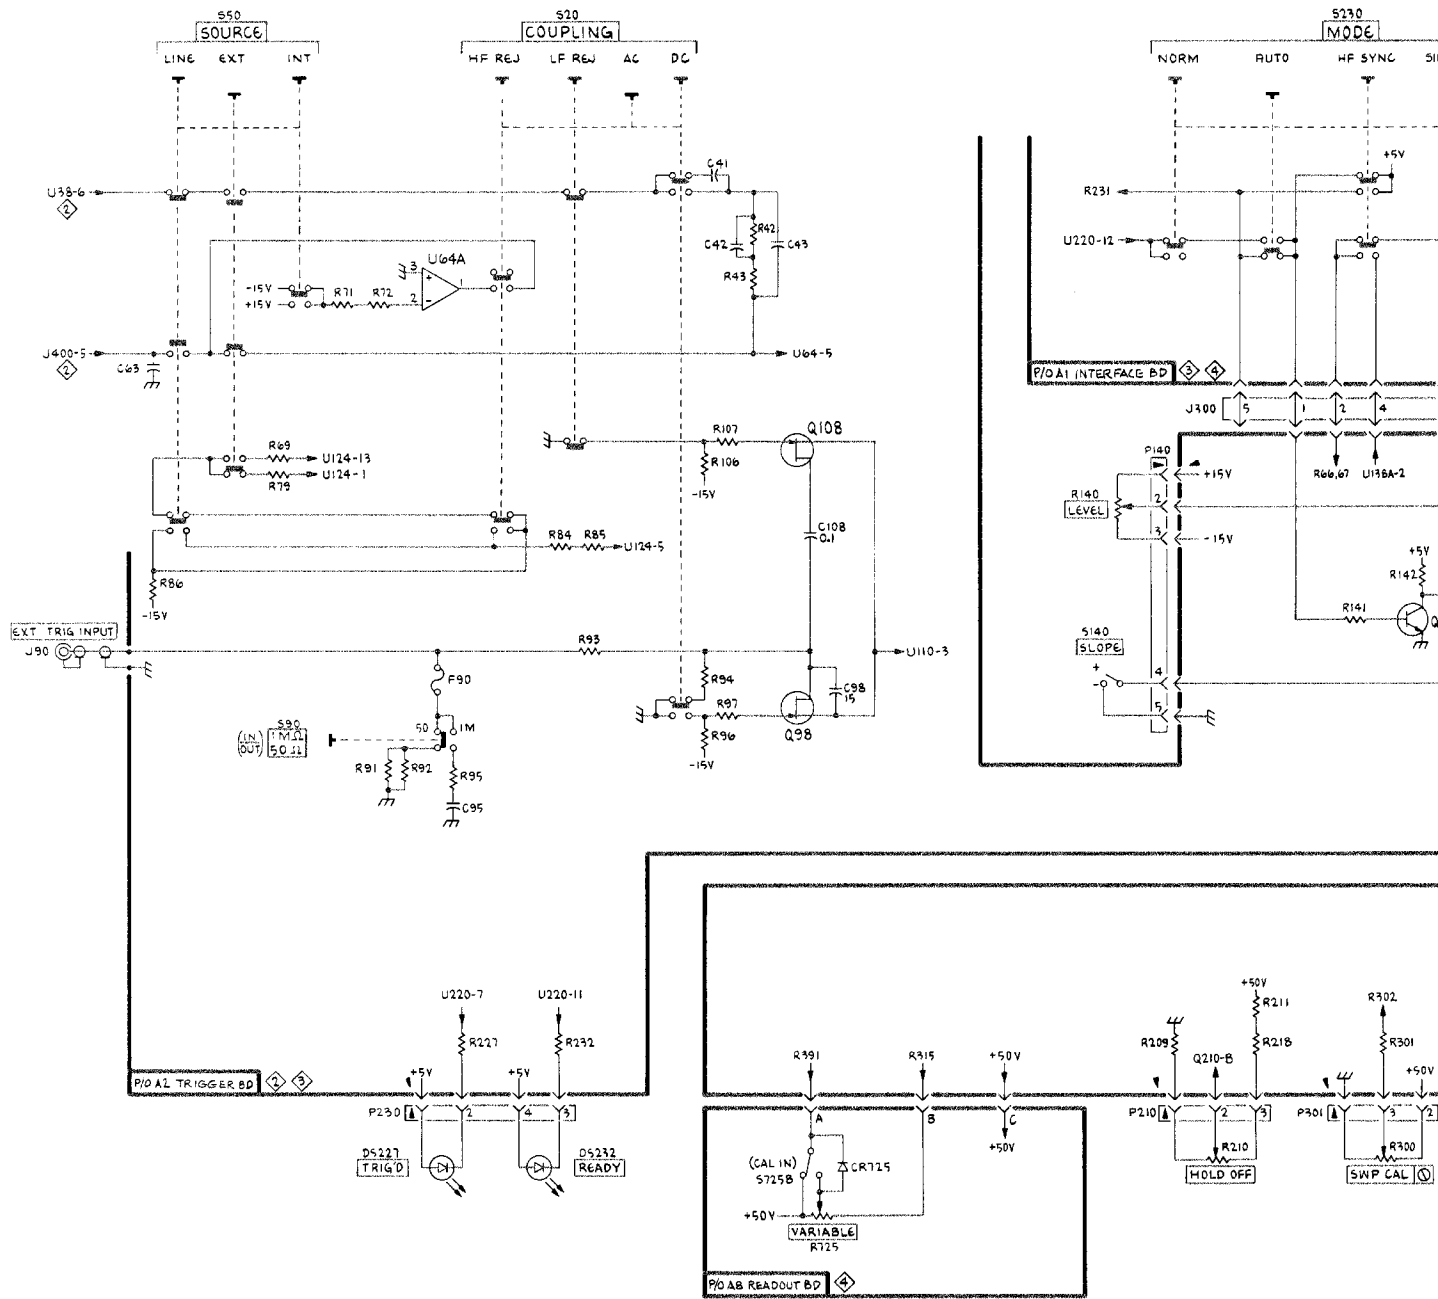 S50
SOURCE
LINE EXT INT
S20
COUPLING
HF REJ LF REJ AC DC
S230
MODE
NORM AUTO HF SYNC
+5V
C41
U38-6
2
R231
U220-12
R42
C42
C43
R43
U64A
3
+
1
-15V
+15V
R71 R72
2
-
J400-5
2
C63
U64-5
P/O A1 INTERFACE BD 3 4
J300 5 1 2 4
R66,67 U138A-2
R69
U124-13
U124-1
R79
R107
Q108
R106
-15V
C108
0.1
R84 R85
U124-5
R86
-15V
P140
+15V
R140
LEVEL
2
3
-15V
+5V
R142
R141
S140
SLOPE
+
-
4
5
EXT TRIG INPUT
J90
R93
U110-3
F90
R94
C98
15
R97
Q98
R96
-15V
S90
(IN) 1MΩ
(OUT) 50Ω
50 1M
R91 R92
R95
C95
U220-7 U220-11
R227 R232
P/O A2 TRIGGER BD 2 3
+5V +5V
P230 2 4 3
DS227
TRIG'D
DS232
READY
R391 R315 +50V
A B C
+50V
(CAL IN)
S725B
CR725
+50V
VARIABLE
R725
P/O A8 READOUT BD 4
+50V
R211
R209
Q210-B
R218
P210 2 3
R210
HOLD OFF
R302
R301
+50V
P301 3 2
R300
SWP CAL